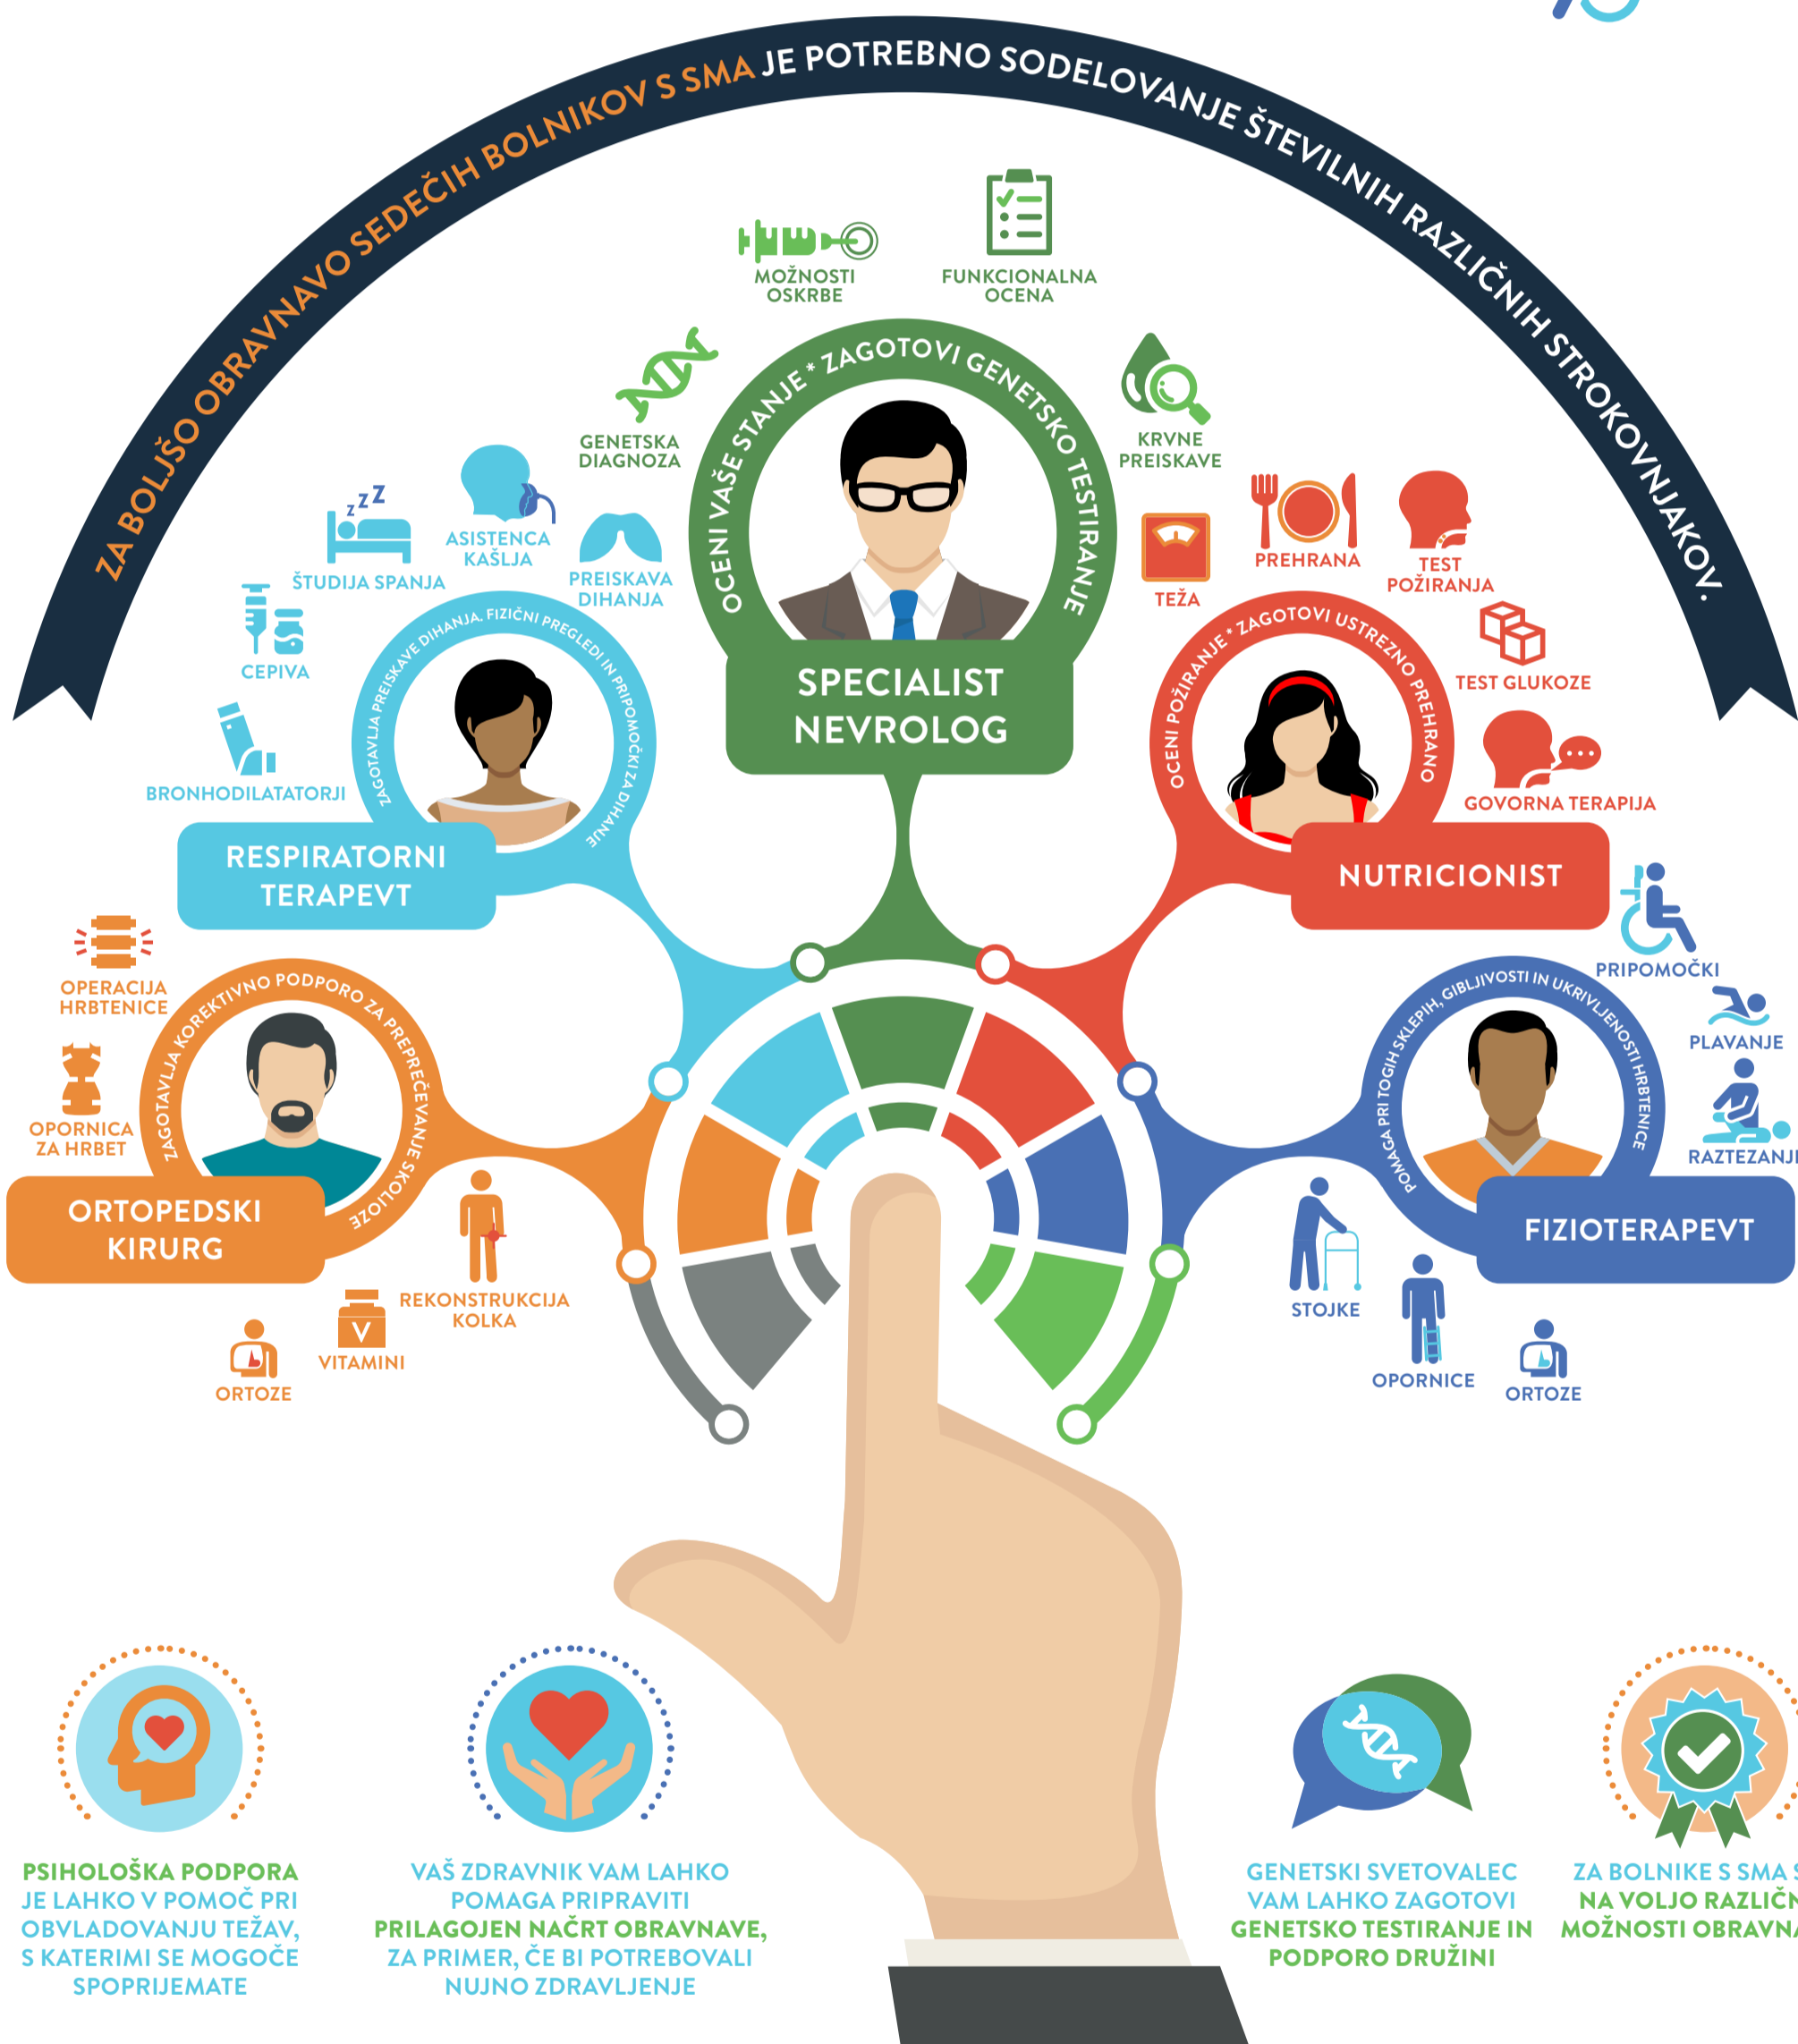 ZA BOLJŠO OBRAVNAVO SEDEČIH BOLNIKOV S SMA JE POTREBNO SODELOVANJE ŠTEVILNIH RAZLIČNIH STROKOVNJAKOV.
MOŽNOSTI
OSKRBE
FUNKCIONALNA
OCENA
GENETSKA
DIAGNOZA
KRVNE
PREISKAVE
OCENI VAŠE STANJE * ZAGOTOVI GENETSKO TESTIRANJE
SPECIALIST
NEVROLOG
ASISTENCA
KAŠLJA
z z Z
ŠTUDIJA SPANJA
PREISKAVA
DIHANJA
CEPIVA
BRONHODILATATORJI
ZAGOTAVLJA PREISKAVE DIHANJA. FIZIČNI PREGLEDI IN PRIPOMOČKI ZA DIHANJE
RESPIRATORNI
TERAPEVT
TEŽA
PREHRANA
TEST
POŽIRANJA
TEST GLUKOZE
GOVORNA TERAPIJA
OCENI POŽIRANJE * ZAGOTOVI USTREZNO PREHRANO
NUTRICIONIST
OPERACIJA
HRBTENICE
OPORNICA
ZA HRBET
ZAGOTAVLJA KOREKTIVNO PODPORO ZA PREPREČEVANJE SKOLIOZE
ORTOPEDSKI
KIRURG
REKONSTRUKCIJA
KOLKA
V
VITAMINI
ORTOZE
PRIPOMOČKI
PLAVANJE
POMAGA PRI TOGIH SKLEPIH, GIBLJIVOSTI IN UKRIVLJENOSTI HRBTENICE
FIZIOTERAPEVT
STOJKE
OPORNICE
ORTOZE
PSIHOLOŠKA PODPORA
JE LAHKO V POMOČ PRI
OBVLADOVANJU TEŽAV,
S KATERIMI SE MOGOČE
SPOPRIJEMATE
VAŠ ZDRAVNIK VAM LAHKO
POMAGA PRIPRAVITI
PRILAGOJEN NAČRT OBRAVNAVE,
ZA PRIMER, ČE BI POTREBOVALI
NUJNO ZDRAVLJENJE
GENETSKI SVETOVALEC
VAM LAHKO ZAGOTOVI
GENETSKO TESTIRANJE IN
PODPORO DRUŽINI
ZA BOLNIKE S SMA
NA VOLJO
MOŽNOSTI